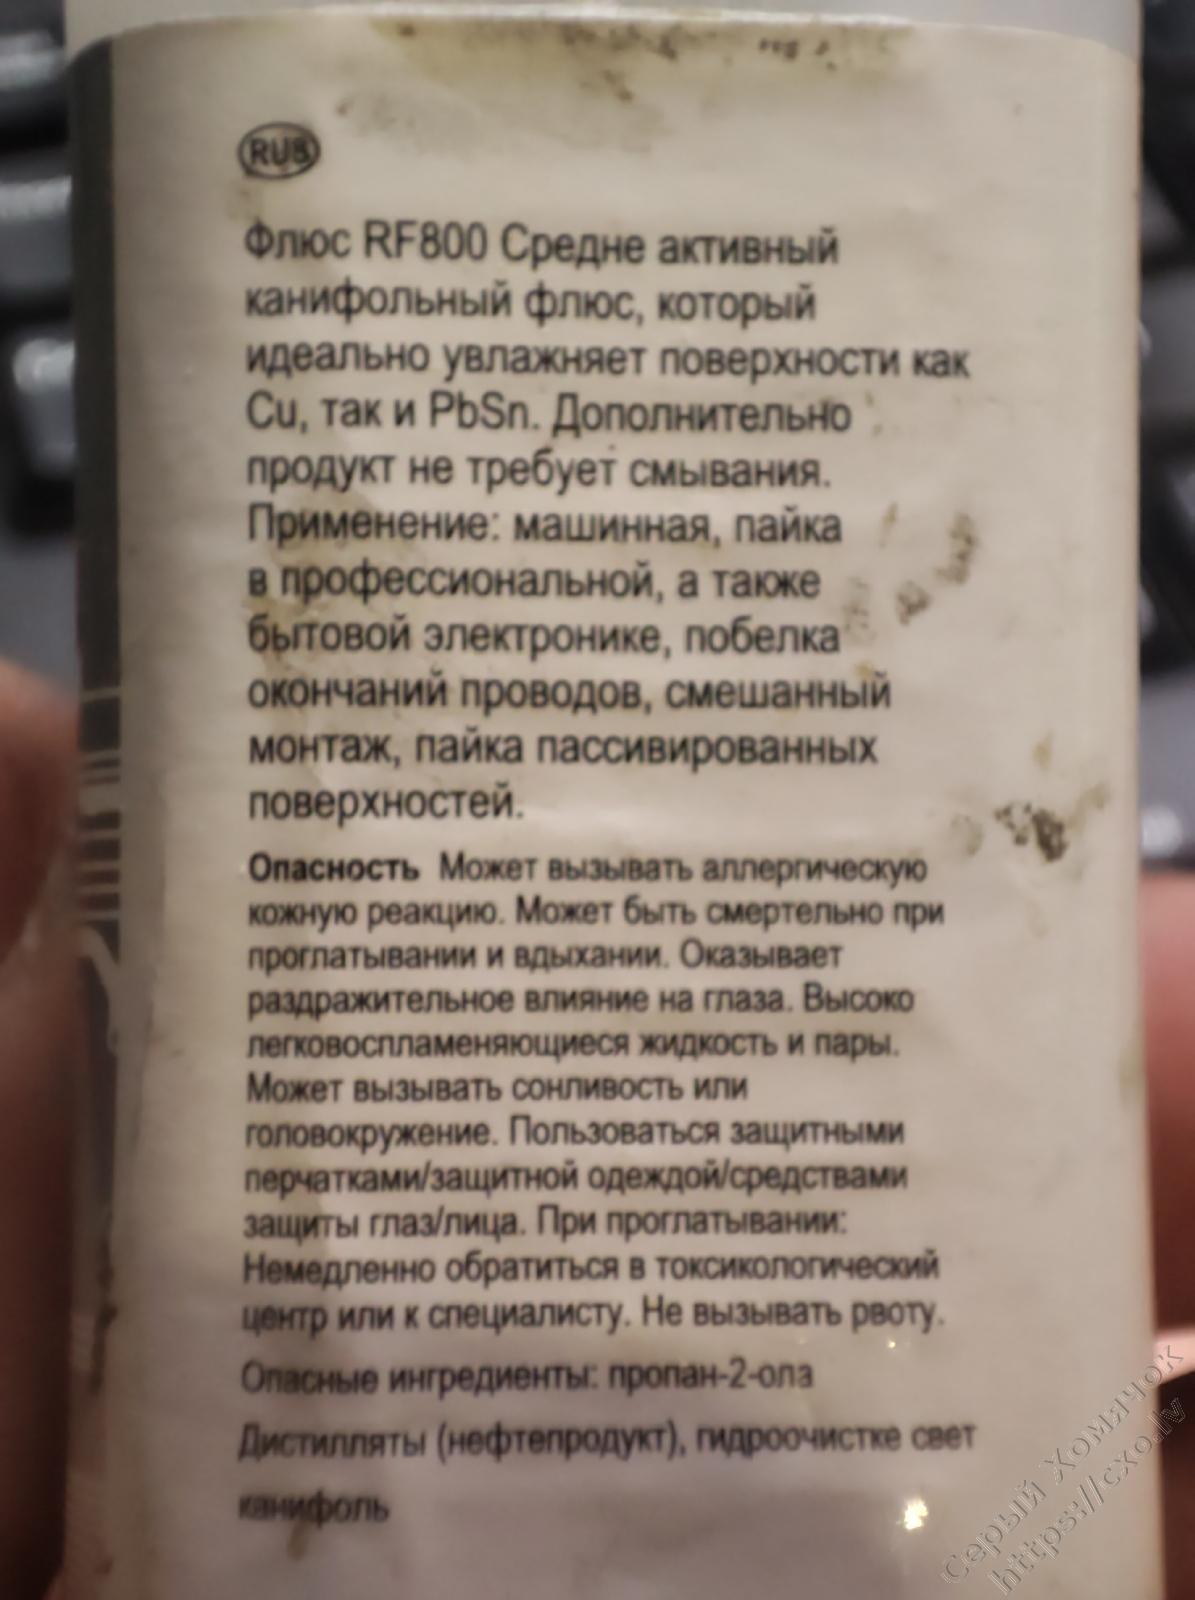 RUS
Флюс RF800 Средне активный
канифольный флюс, который
идеально увлажняет поверхности как
Cu, так и PbSn. Дополнительно
продукт не требует смывания.
Применение: машинная, пайка
в профессиональной, а также
бытовой электронике, побелка
окончаний проводов, смешанный
монтаж, пайка пассивированных
поверхностей.
Опасность Может вызывать аллергическую
кожную реакцию. Может быть смертельно при
проглатывании и вдыхании. Оказывает
раздражительное влияние на глаза. Высоко
легковоспламеняющиеся жидкость и пары.
Может вызывать сонливость или
головокружение. Пользоваться защитными
перчатками/защитной одеждой/средствами
защиты глаз/лица. При проглатывании:
Немедленно обратиться в токсикологический
центр или к специалисту. Не вызывать рвоту.
Опасные ингредиенты: пропан-2-ола
Дистилляты (нефтепродукт), гидроочистке свет
канифоль
Серый Хомячок
https://cxo.lv